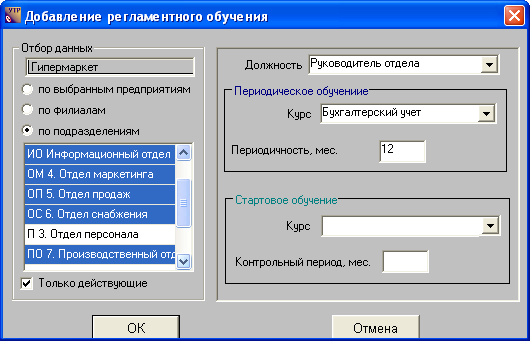 УТР Добавление регламентного обучения
Отбор данных
Гипермаркет
по выбранным предприятиям
по филиалам
по подразделениям
ИО Информационный отдел
ОМ 4. Отдел маркетинга
ОП 5. Отдел продаж
ОС 6. Отдел снабжения
П 3. Отдел персонала
ПО 7. Производственный отд
Только действующие
Должность Руководитель отдела
Периодическое обучениие
Курс Бухгалтерский учет
Периодичность, мес. 12
Стартовое обучение
Курс
Контрольный период, мес.
OK Отмена